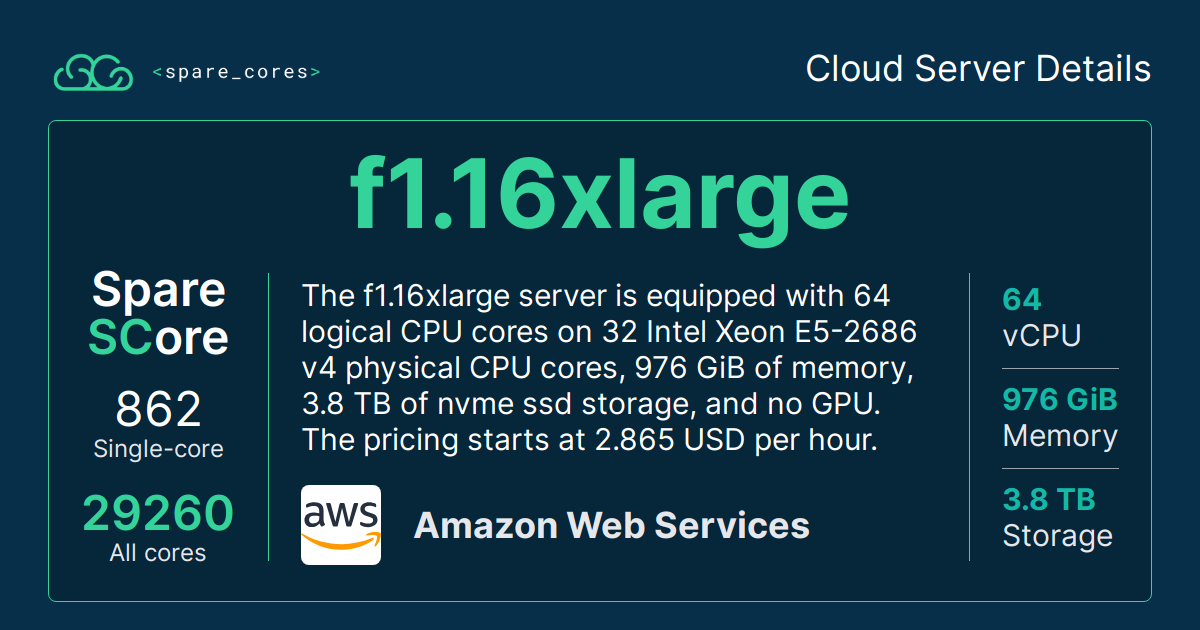 <spare_cores>
Cloud Server Details
f1.16xlarge
Spare
SCore
862
Single-core
29260
All cores
The f1.16xlarge server is equipped with 64
logical CPU cores on 32 Intel Xeon E5-2686
v4 physical CPU cores, 976 GiB of memory,
3.8 TB of nvme ssd storage, and no GPU.
The pricing starts at 2.865 USD per hour.
aws
Amazon Web Services
64
vCPU
976 GiB
Memory
3.8 TB
Storage